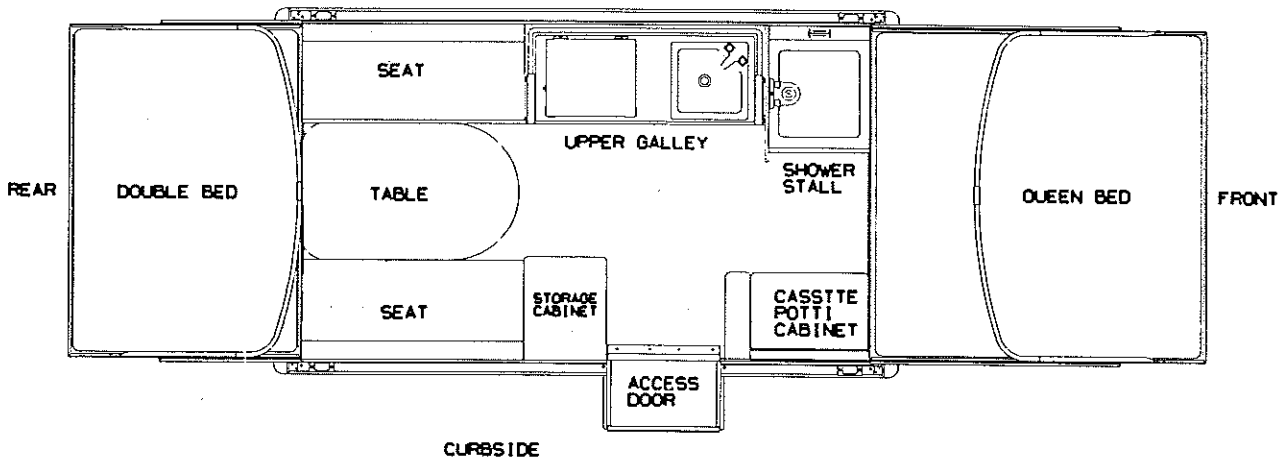 SEAT
UPPER GALLEY
SHOWER
STALL
REAR
DOUBLE BED
TABLE
QUEEN BED
FRONT
SEAT
STORAGE
CABINET
CASSTTE
POTTI
CABINET
ACCESS
DOOR
CURBSIDE